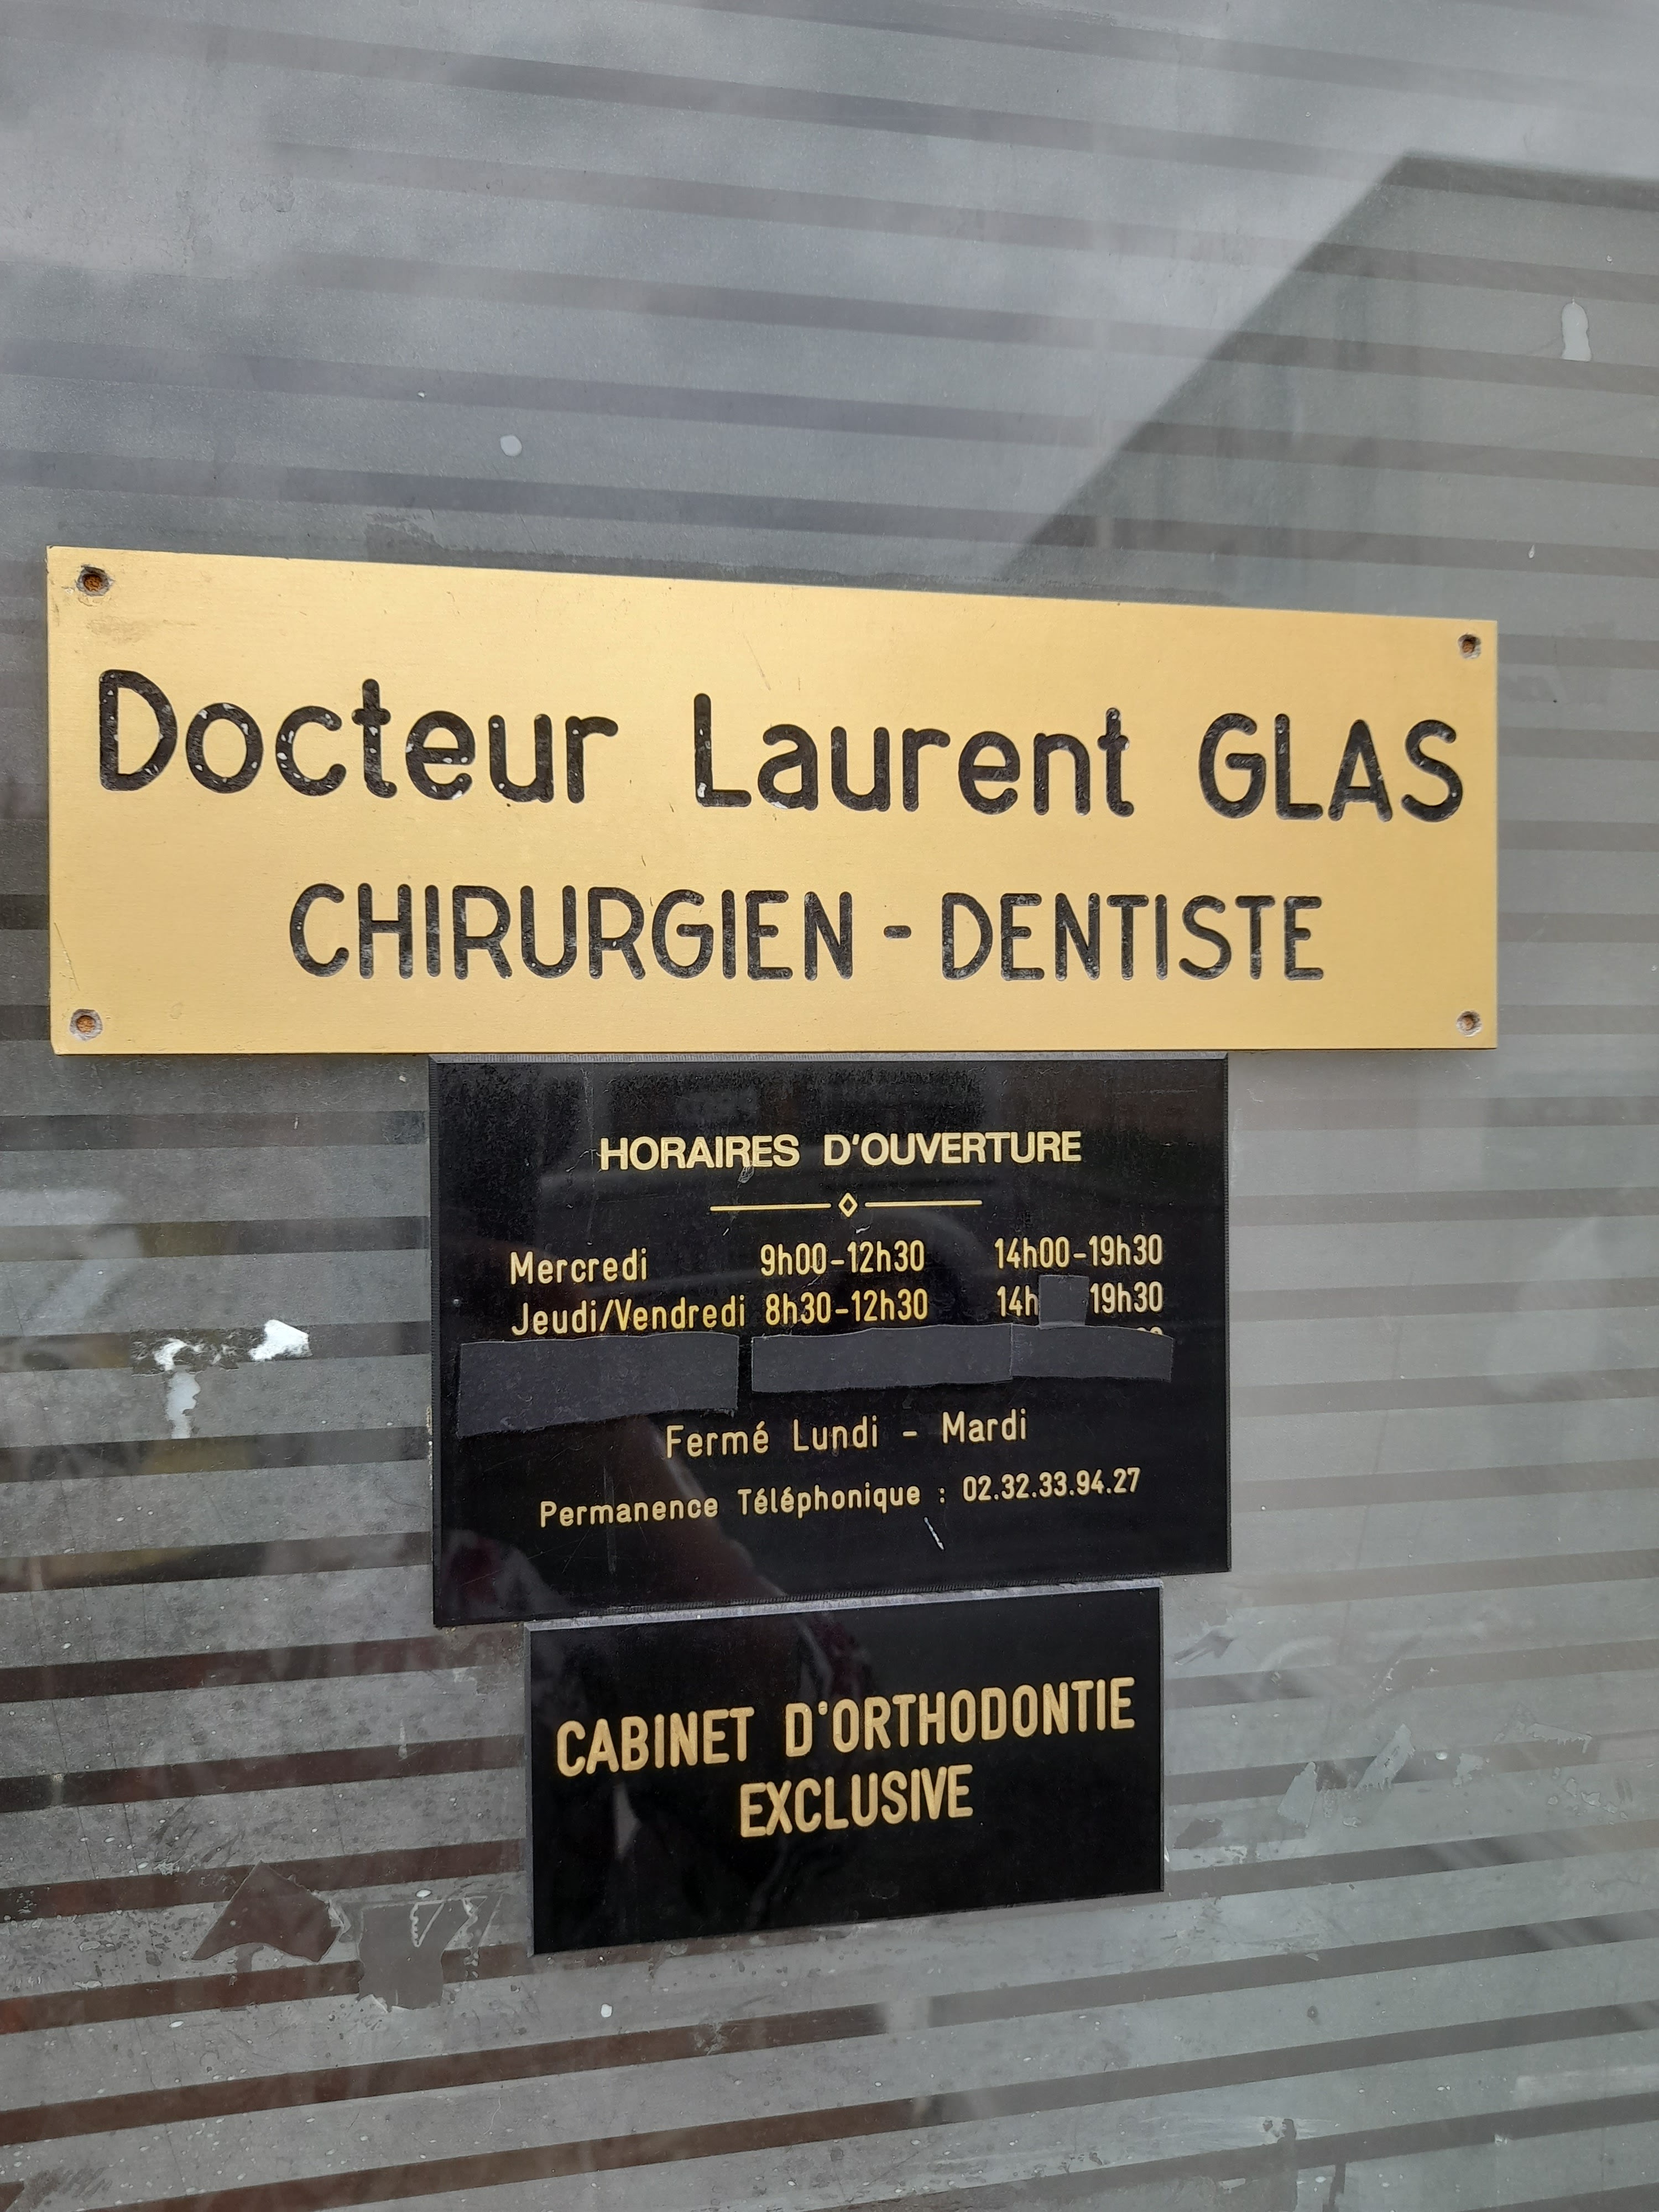 Docteur Laurent GLAS
CHIRURGIEN - DENTISTE
HORAIRES D'OUVERTURE
Mercredi 9h00-12h30 14h00-19h30
Jeudi/Vendredi 8h30-12h30 14h 19h30
Fermé Lundi - Mardi
Permanence Téléphonique : 02.32.33.94.27
CABINET D'ORTHODONTIE
EXCLUSIVE